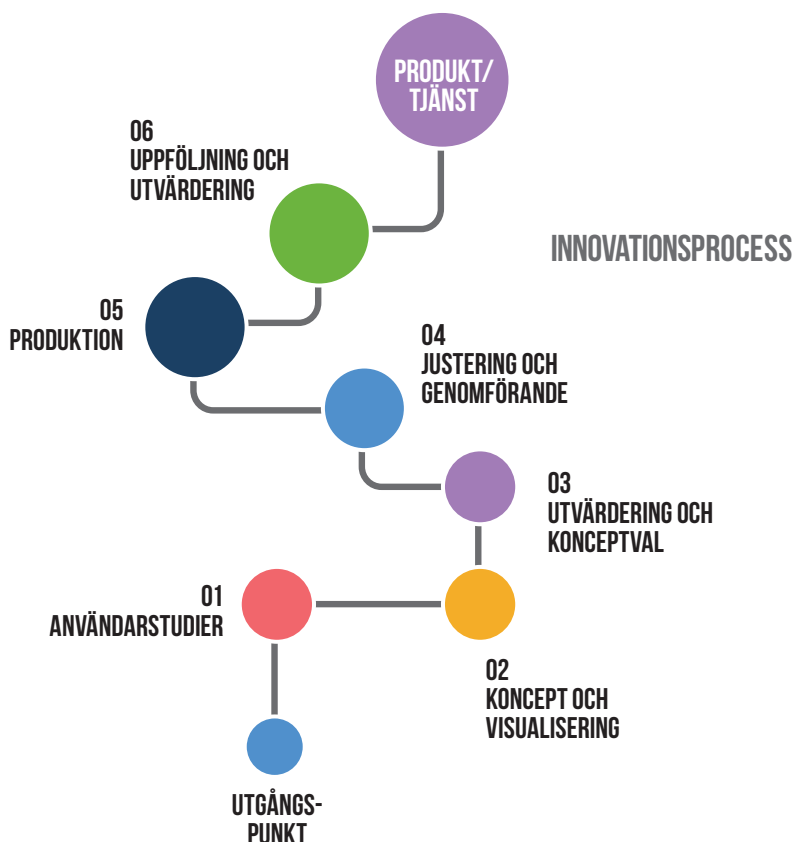 PRODUKT/
TJÄNST
06
UPPFÖLJNING OCH
UTVÄRDERING
INNOVATIONSPROCESS
05
PRODUKTION
04
JUSTERING OCH
GENOMFÖRANDE
03
UTVÄRDERING OCH
KONCEPTVAL
01
ANVÄNDARSTUDIER
02
KONCEPT OCH
VISUALISERING
UTGÅNGS-
PUNKT